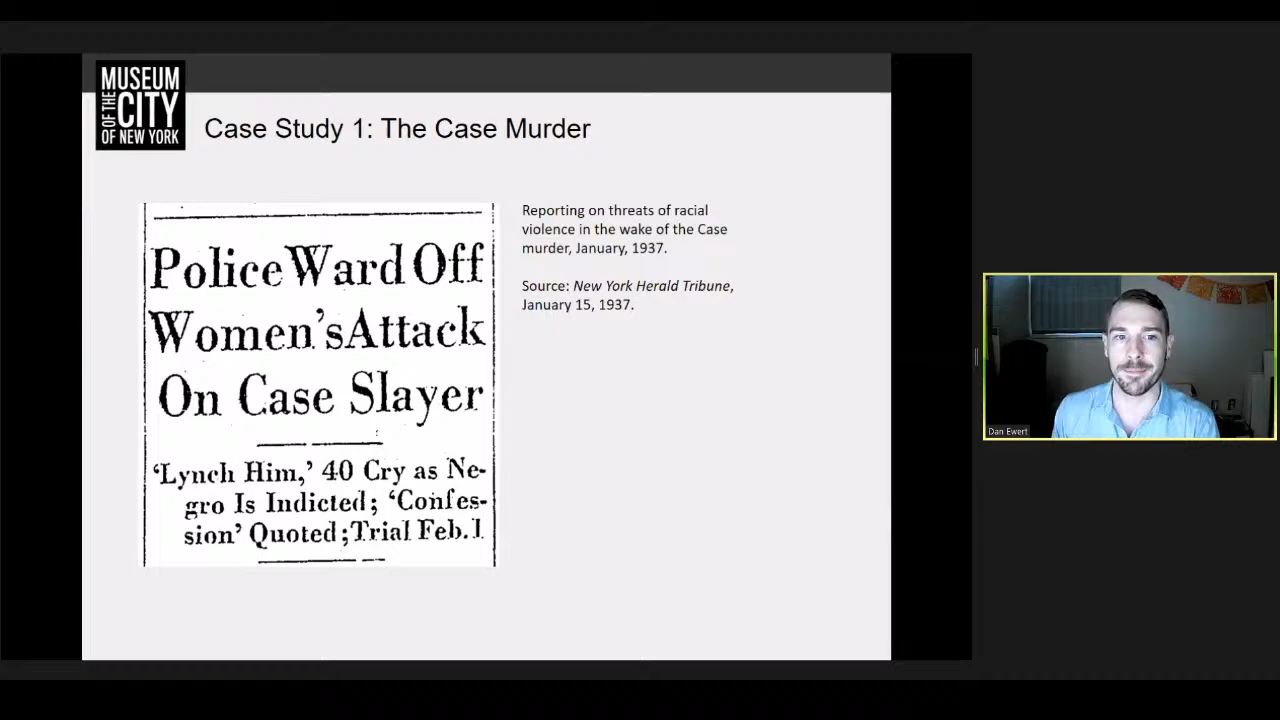 MUSEUM
OF THE
CITY
OF NEW YORK
Case Study 1: The Case Murder
Police Ward Off
Women's Attack
On Case Slayer
'Lynch Him,' 40 Cry as Ne-
gro Is Indicted; 'Confes-
sion' Quoted; Trial Feb. 1
Reporting on threats of racial
violence in the wake of the Case
murder, January, 1937.
Source: New York Herald Tribune,
January 15, 1937.
Dan Ewert